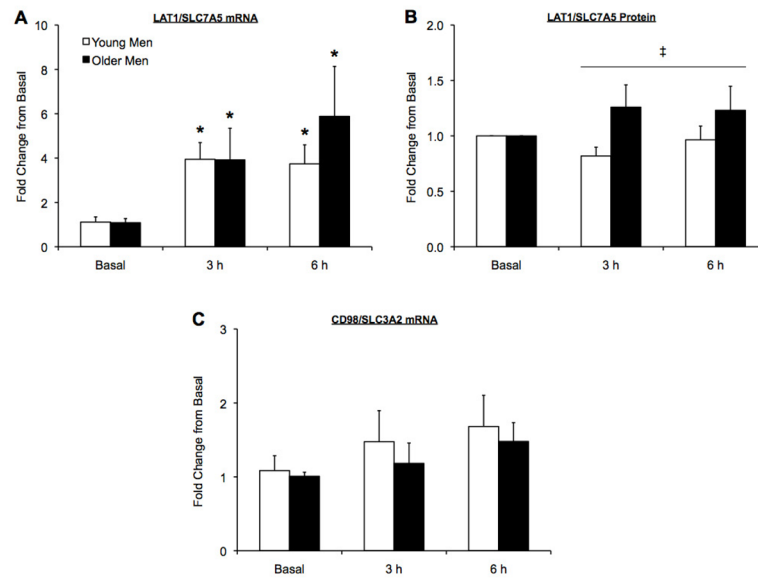 A
LAT1/SLC7A5 mRNA
Fold Change from Basal
10
8
6
4
2
0
Young Men
Older Men
*
*
*
*
Basal
3 h
6 h
B
LAT1/SLC7A5 Protein
Fold Change from Basal
2.0
1.5
1.0
0.5
0.0
‡
Basal
3 h
6 h
C
CD98/SLC3A2 mRNA
Fold Change from Basal
3
2
1
0
Basal
3 h
6 h